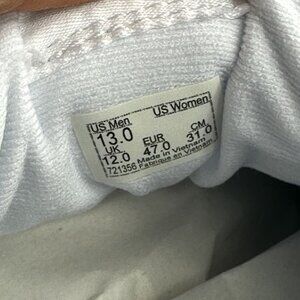 US Men US Women
13.0
UK EUR CM
12.0 47.0 31.0
Made in Vietnam
721356 Fabriqué en Vietnam